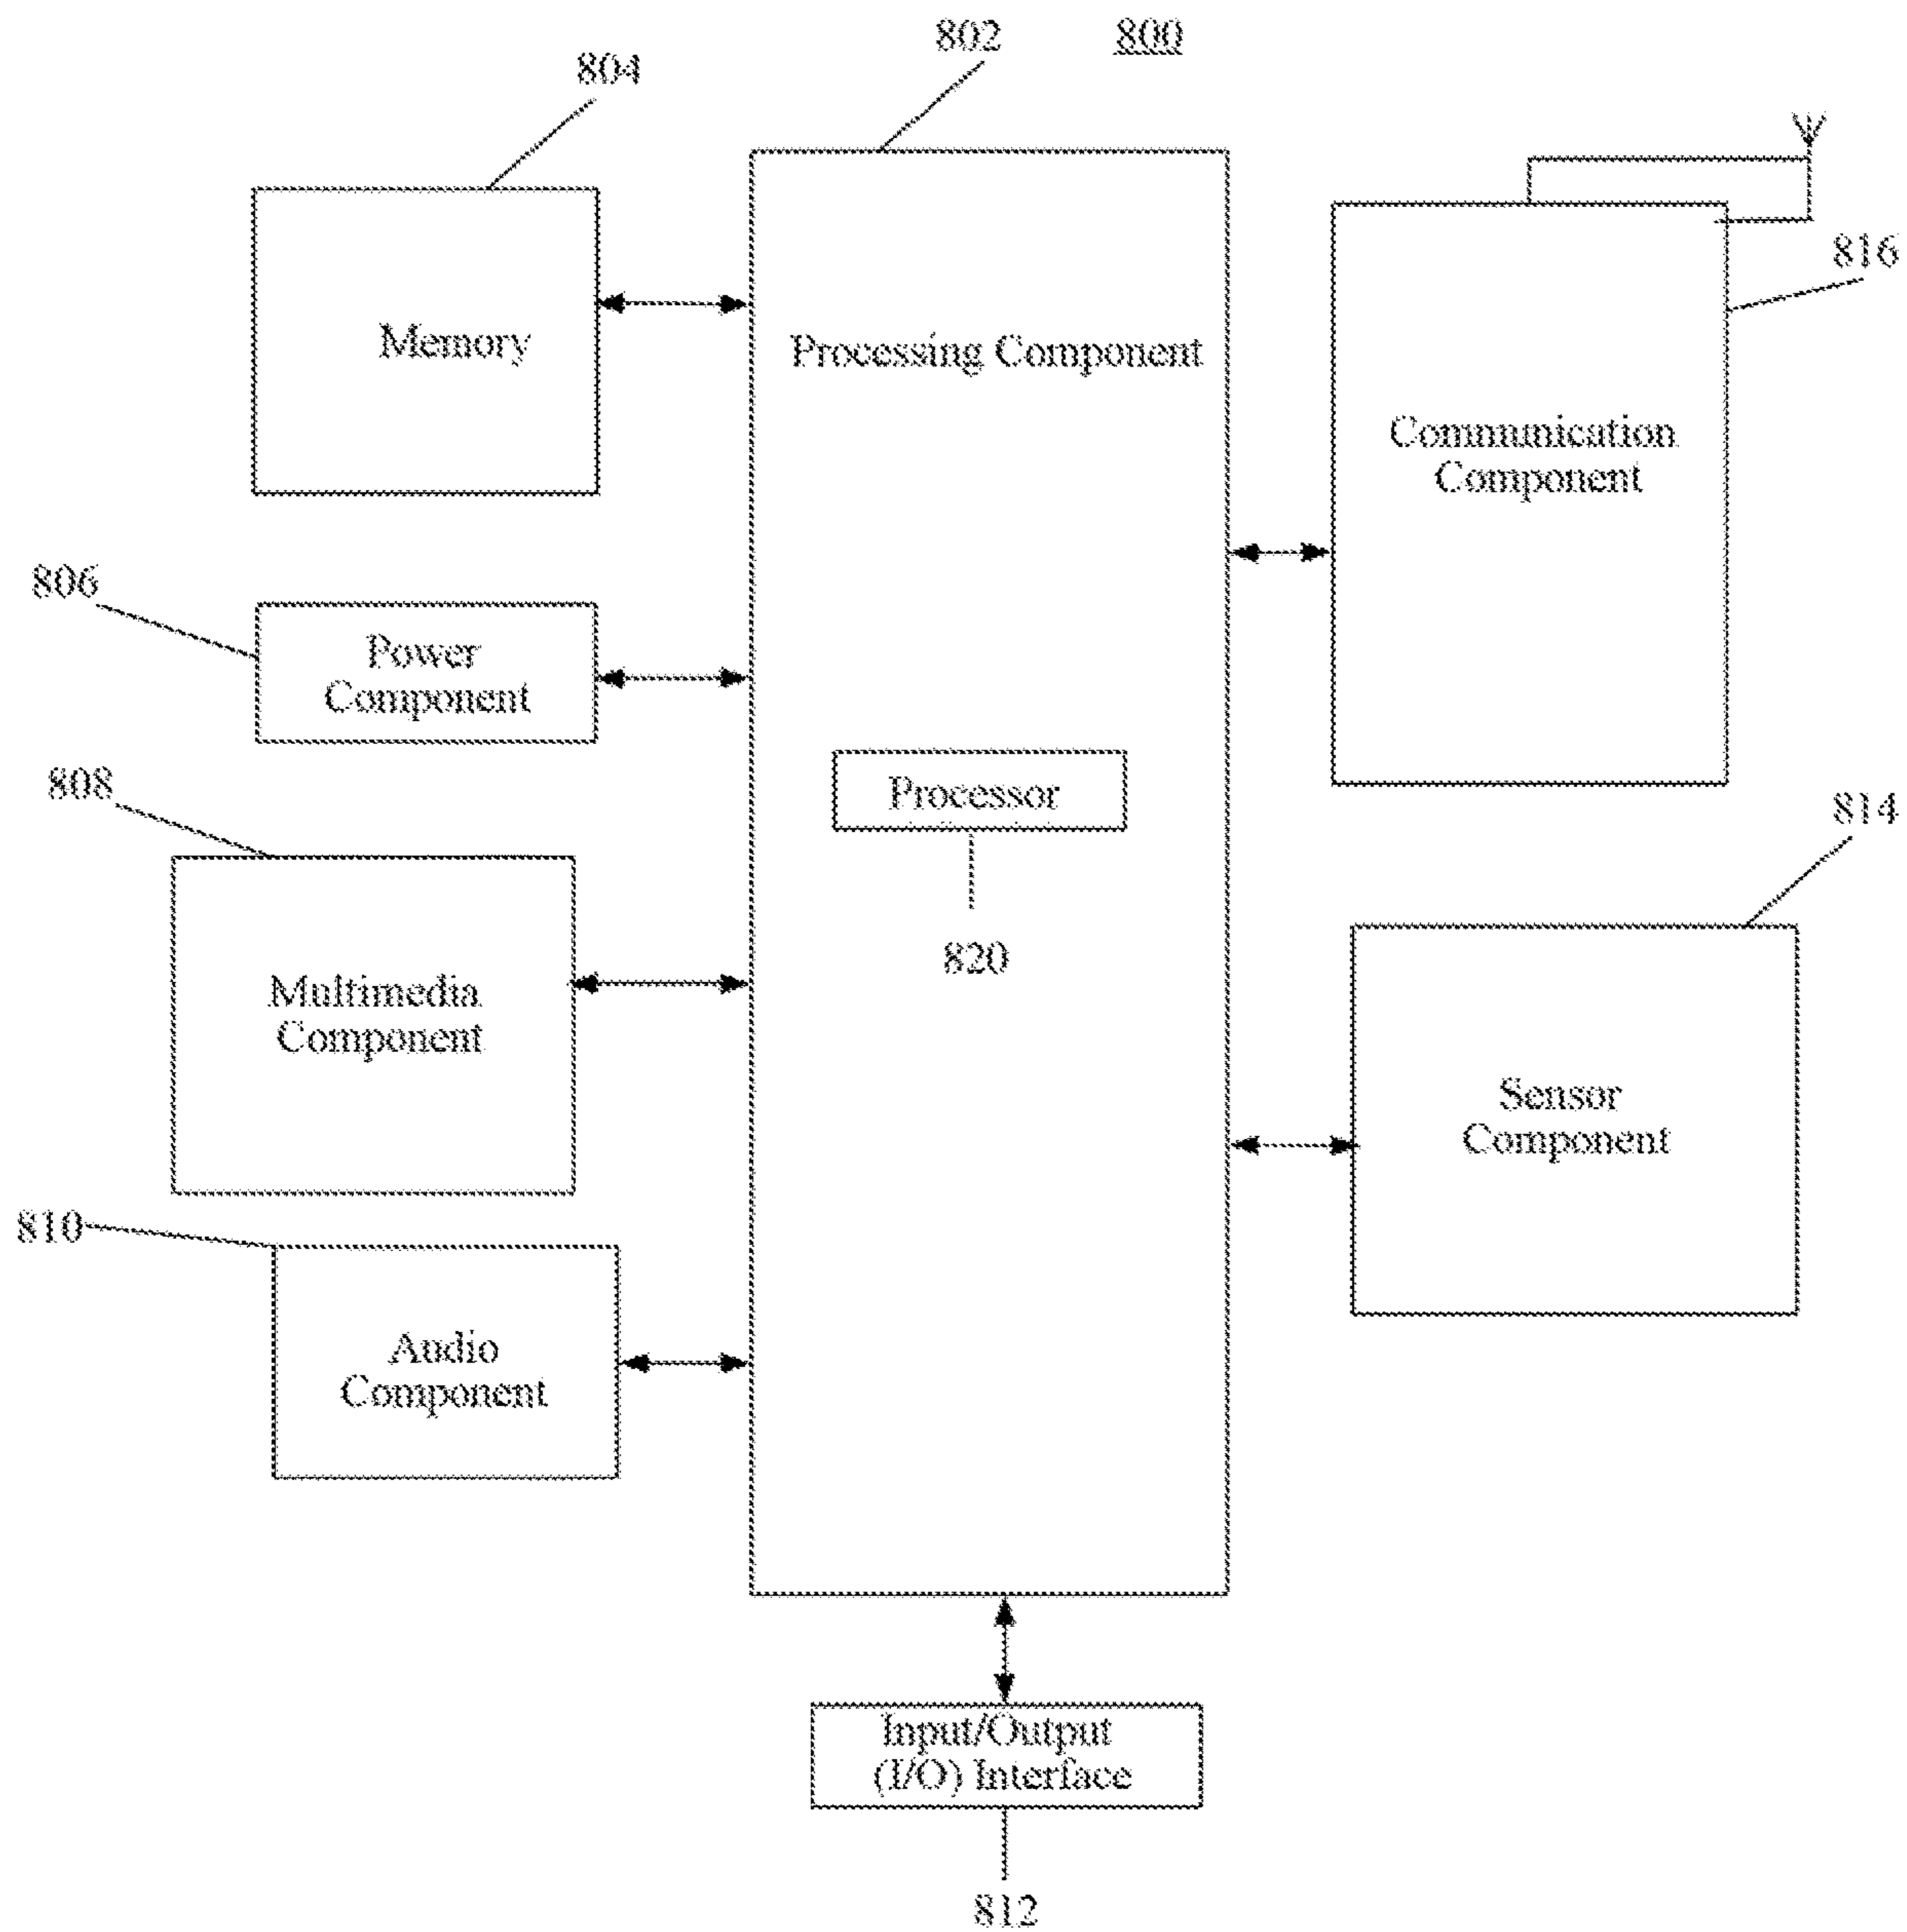 802
800
804
816
Memory
Processing Component
Communication
Component
806
Power
Component
808
Processor
814
820
Multimedia
Component
Sensor
Component
810
Audio
Component
Input/Output
(I/O) Interface
812